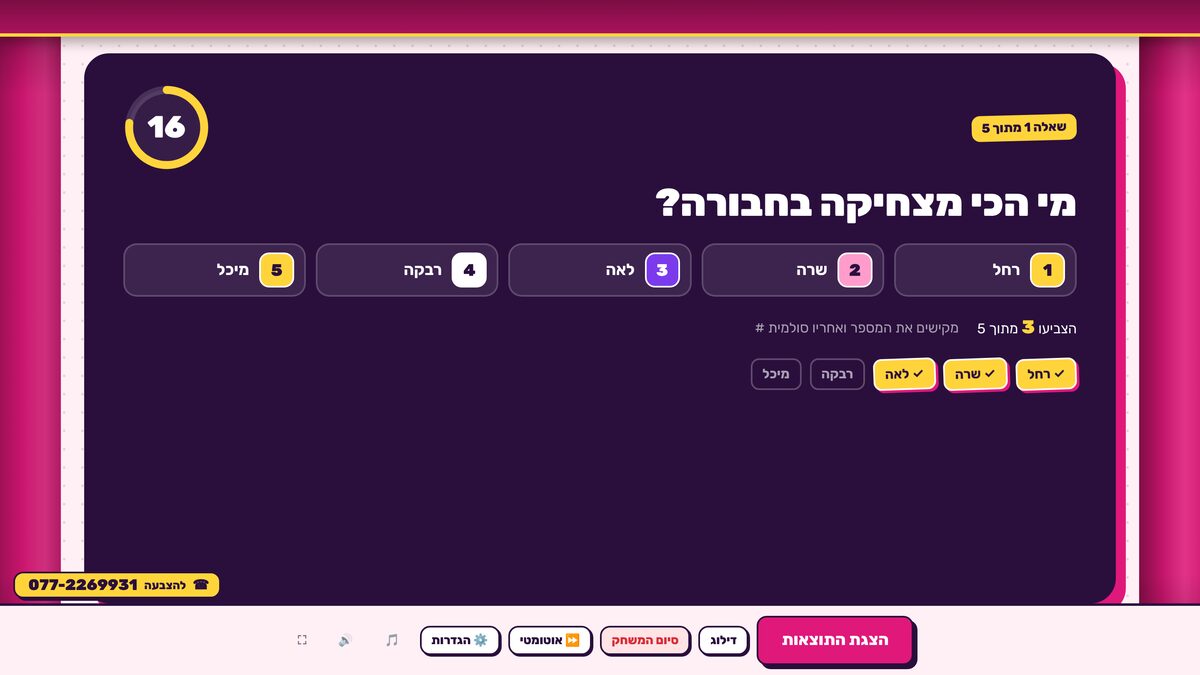 שאלה 1 מתוך 5
16
מי הכי מצחיקה בחבורה?
1 רחל
2 שרה
3 לאה
4 רבקה
5 מיכל
הצביעו 3 מתוך 5 מקישים את המספר ואחריו סולמית #
✓ רחל ✓ שרה ✓ לאה רבקה מיכל
☎ להצבעה 077-2269931
הצגת התוצאות דילוג סיום המשחק ⏩ אוטומטי ⚙️ הגדרות